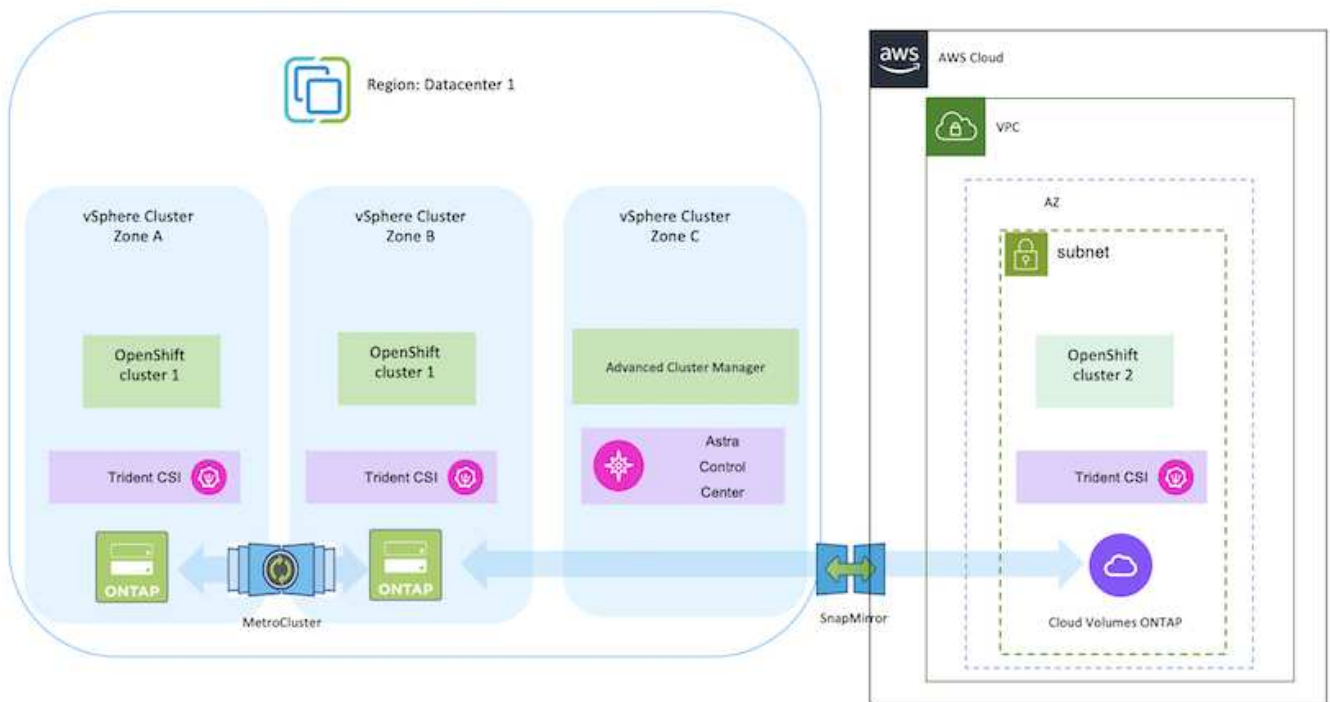 Region: Datacenter 1
vSphere Cluster
Zone A
OpenShift
cluster 1
Trident CSI
ONTAP
MetroCluster
vSphere Cluster
Zone B
OpenShift
cluster 1
Trident CSI
ONTAP
vSphere Cluster
Zone C
Advanced Cluster Manager
Astra
Control
Center
SnapMirror
aws
AWS Cloud
VPC
AZ
subnet
OpenShift
cluster 2
Trident CSI
Cloud Volumes ONTAP